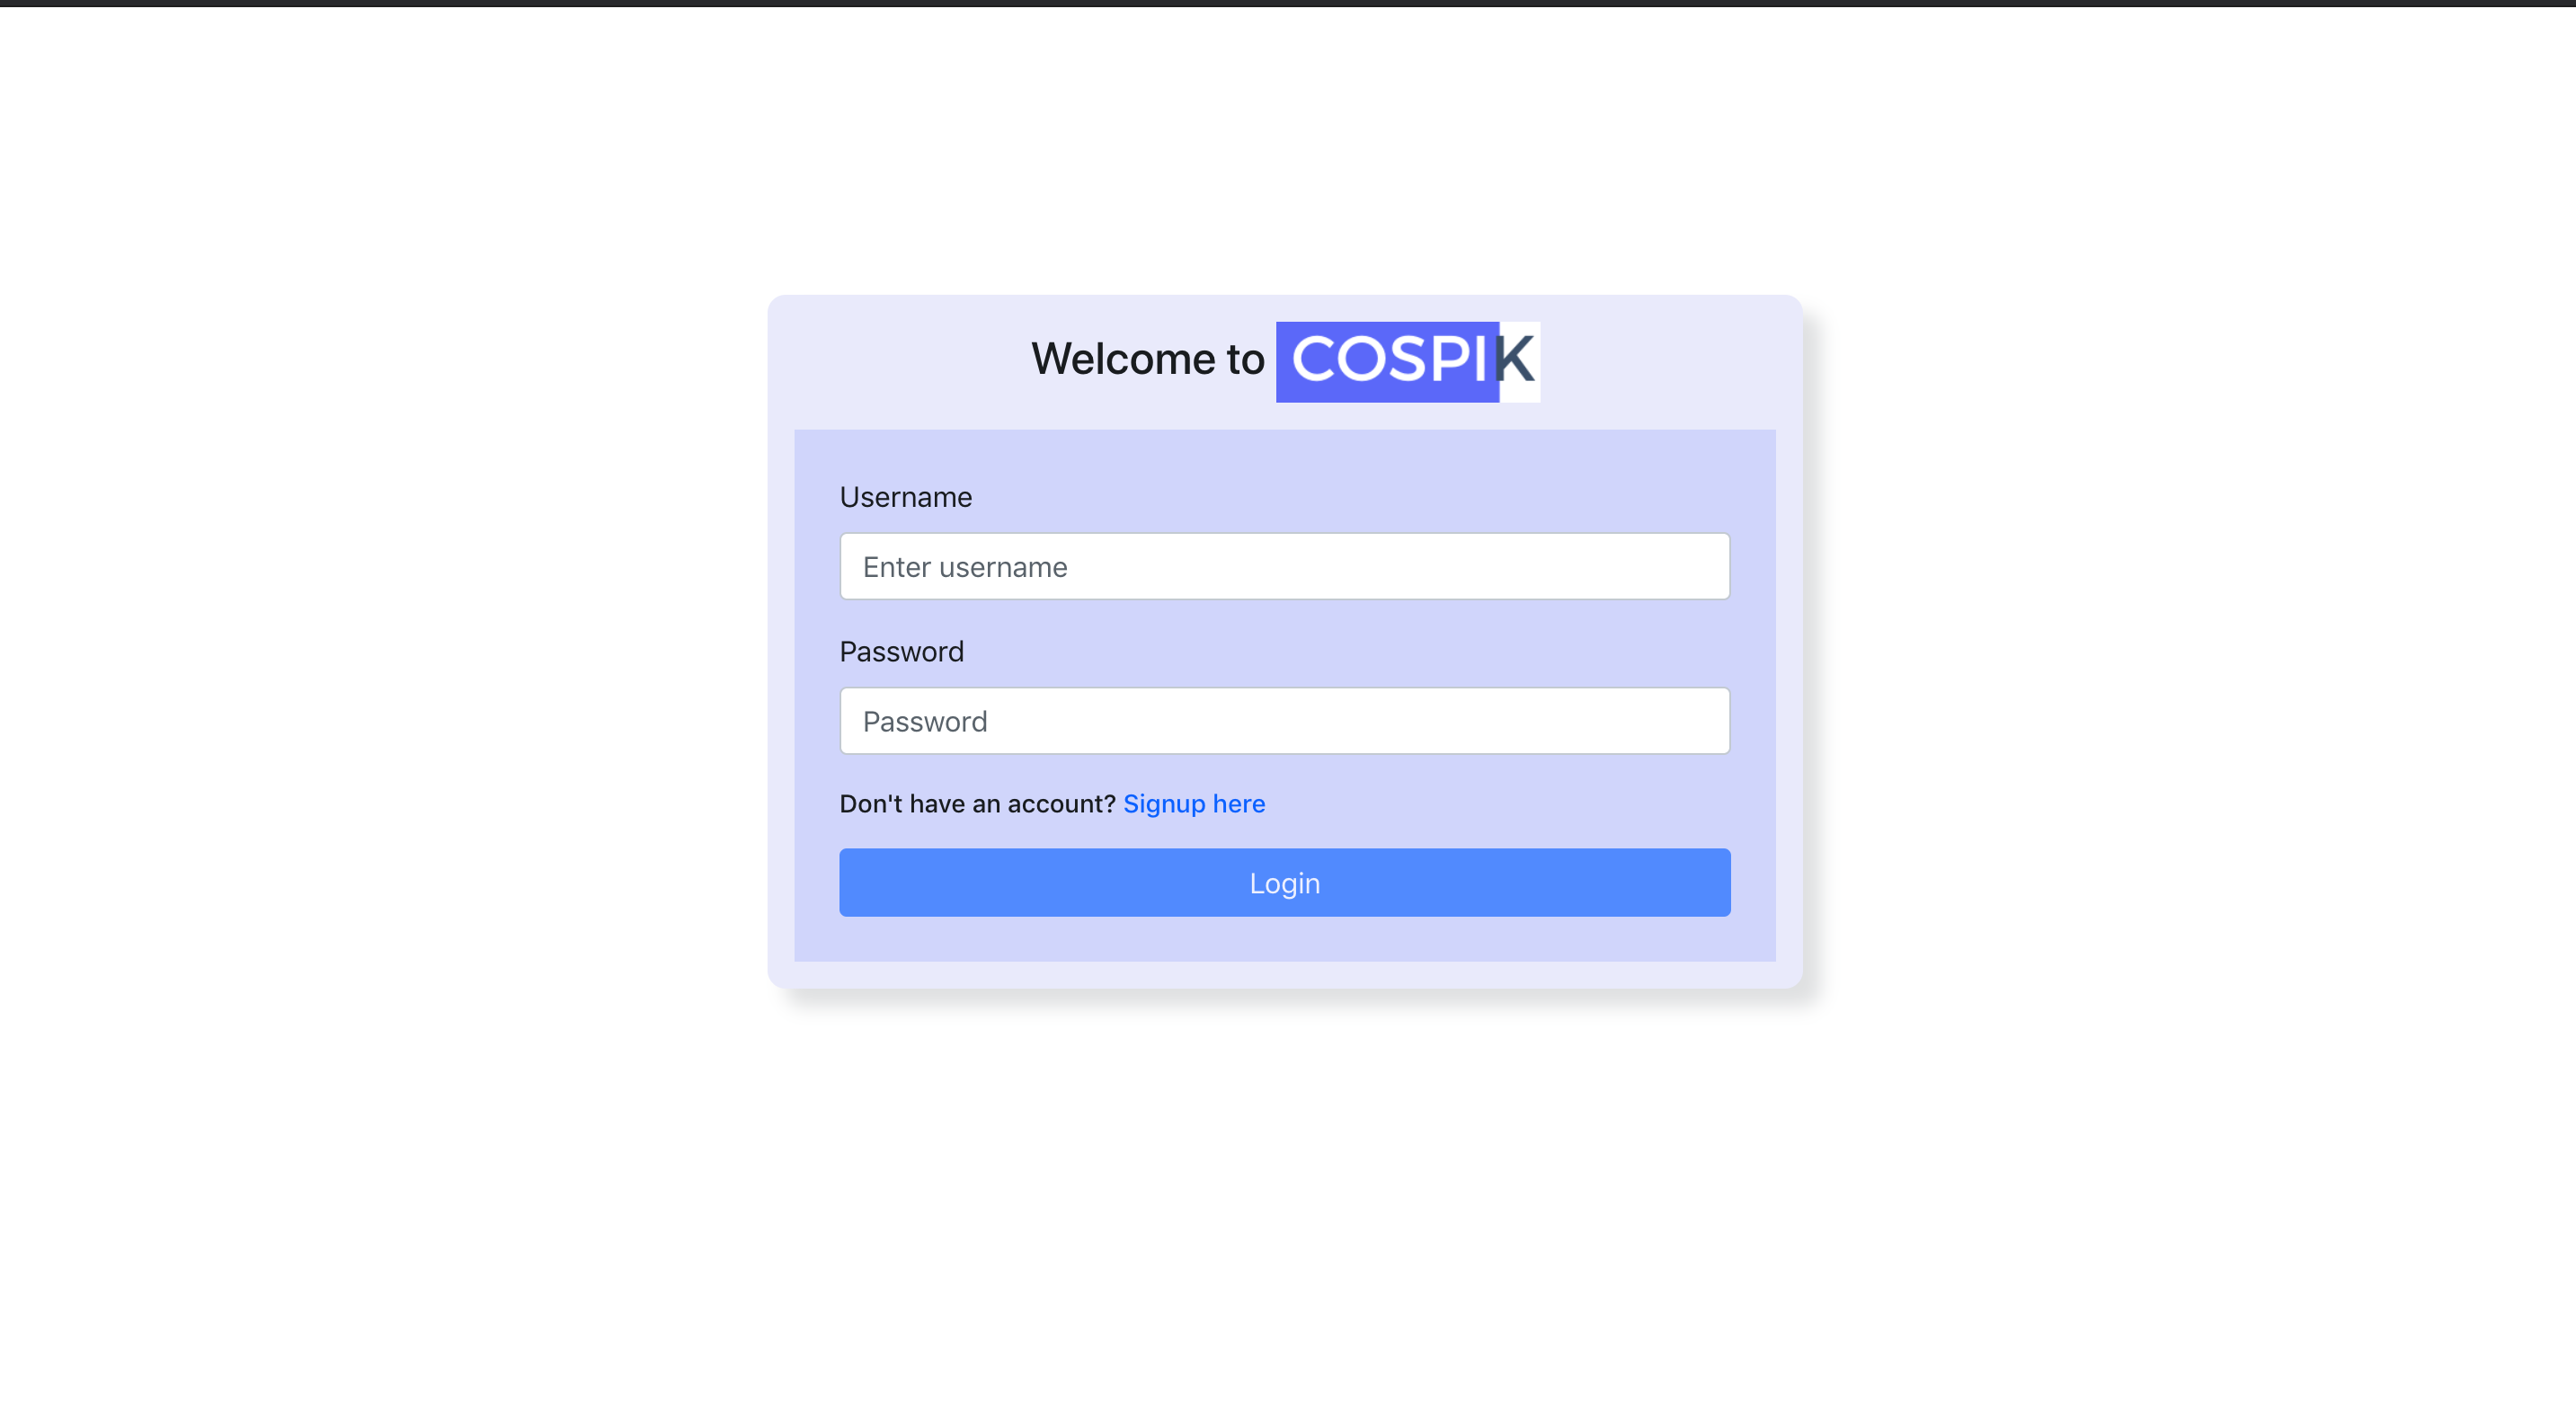 Welcome to COSPIK
Username
Enter username
Password
Password
Don't have an account? Signup here
Login